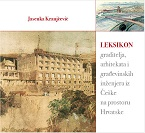 Jasenka Kranjčević
LEKSIKON
graditelja,
arhitekata i
građevinskih
inženjera iz
Češke
na prostoru
Hrvatske